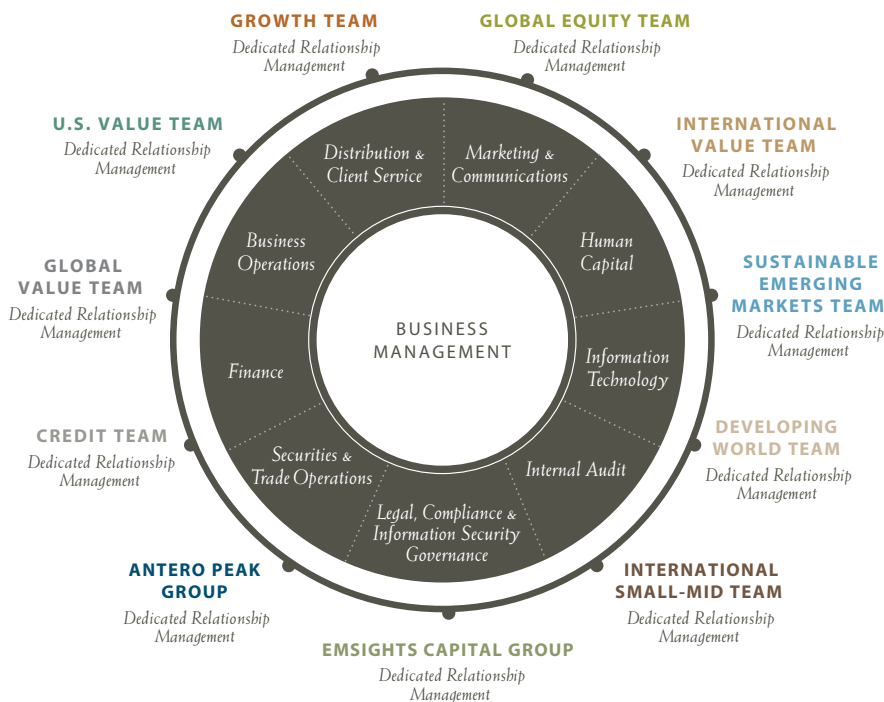 GROWTH TEAM
Dedicated Relationship
Management
GLOBAL EQUITY TEAM
Dedicated Relationship
Management
U.S. VALUE TEAM
Dedicated Relationship
Management
INTERNATIONAL
VALUE TEAM
Dedicated Relationship
Management
GLOBAL
VALUE TEAM
Dedicated Relationship
Management
SUSTAINABLE
EMERGING
MARKETS TEAM
Dedicated Relationship
Management
CREDIT TEAM
Dedicated Relationship
Management
DEVELOPING
WORLD TEAM
Dedicated Relationship
Management
ANTERO PEAK
GROUP
Dedicated Relationship
Management
INTERNATIONAL
SMALL-MID TEAM
Dedicated Relationship
Management
EMSIGHTS CAPITAL GROUP
Dedicated Relationship
Management
Distribution &
Client Service
Marketing &
Communications
Business
Operations
Human
Capital
Finance
Information
Technology
Securities &
Trade Operations
Internal Audit
Legal, Compliance &
Information Security
Governance
BUSINESS
MANAGEMENT